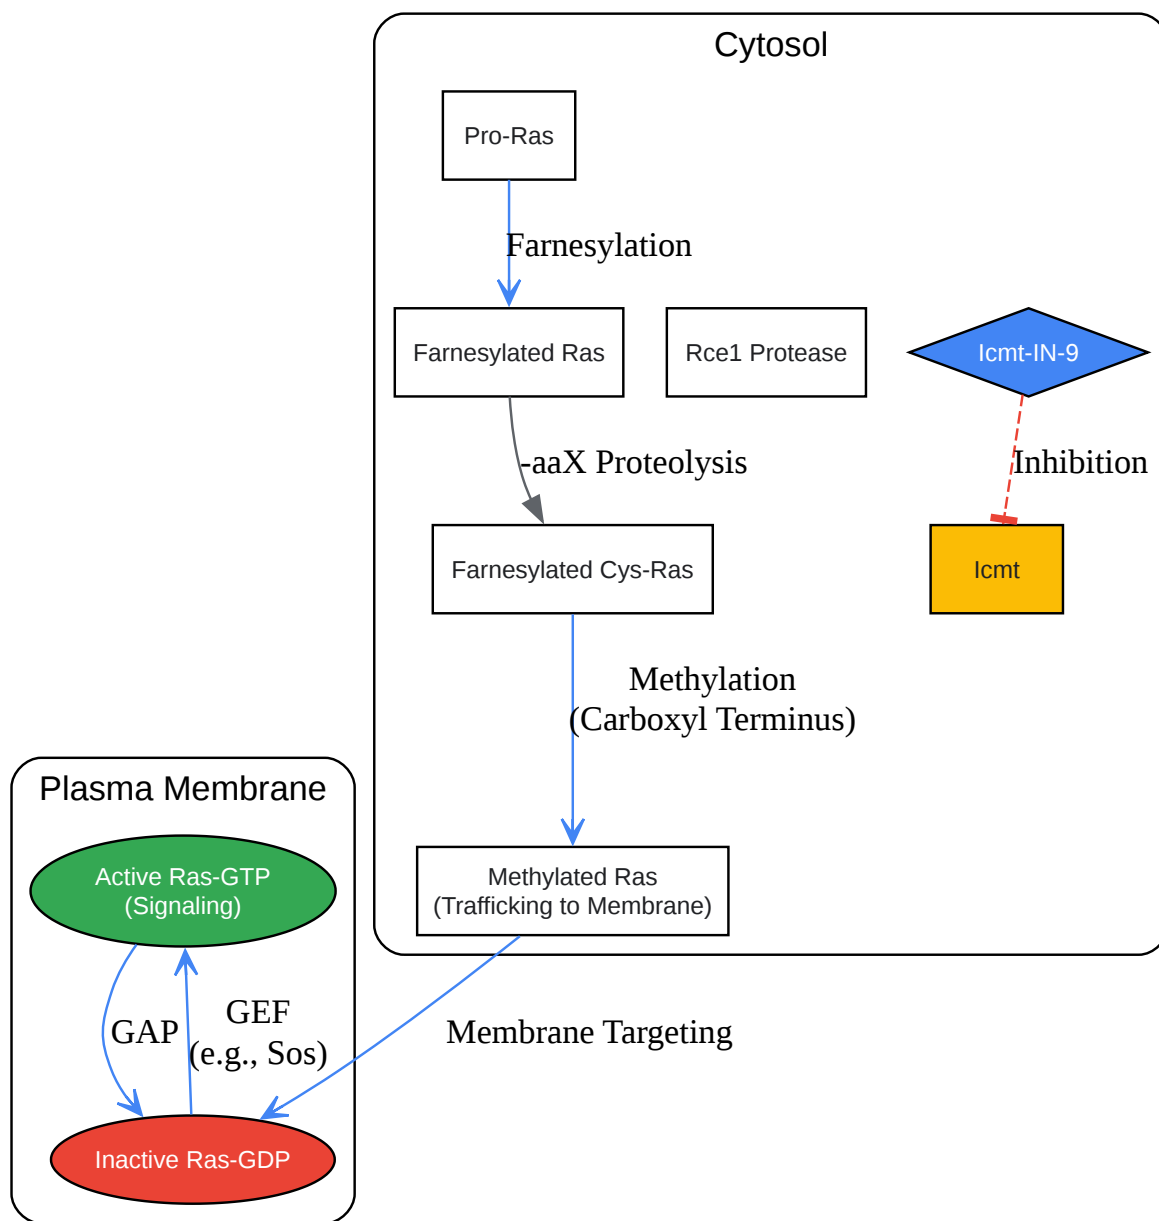 Cytosol
Pro-Ras
Farnesylation
Farnesylated Ras
Rce1 Protease
Icmt-IN-9
-aaX Proteolysis
Inhibition
Farnesylated Cys-Ras
Icmt
Methylation
(Carboxyl Terminus)
Plasma Membrane
Active Ras-GTP
(Signaling)
Methylated Ras
(Trafficking to Membrane)
GAP
GEF
(e.g., Sos)
Membrane Targeting
Inactive Ras-GDP